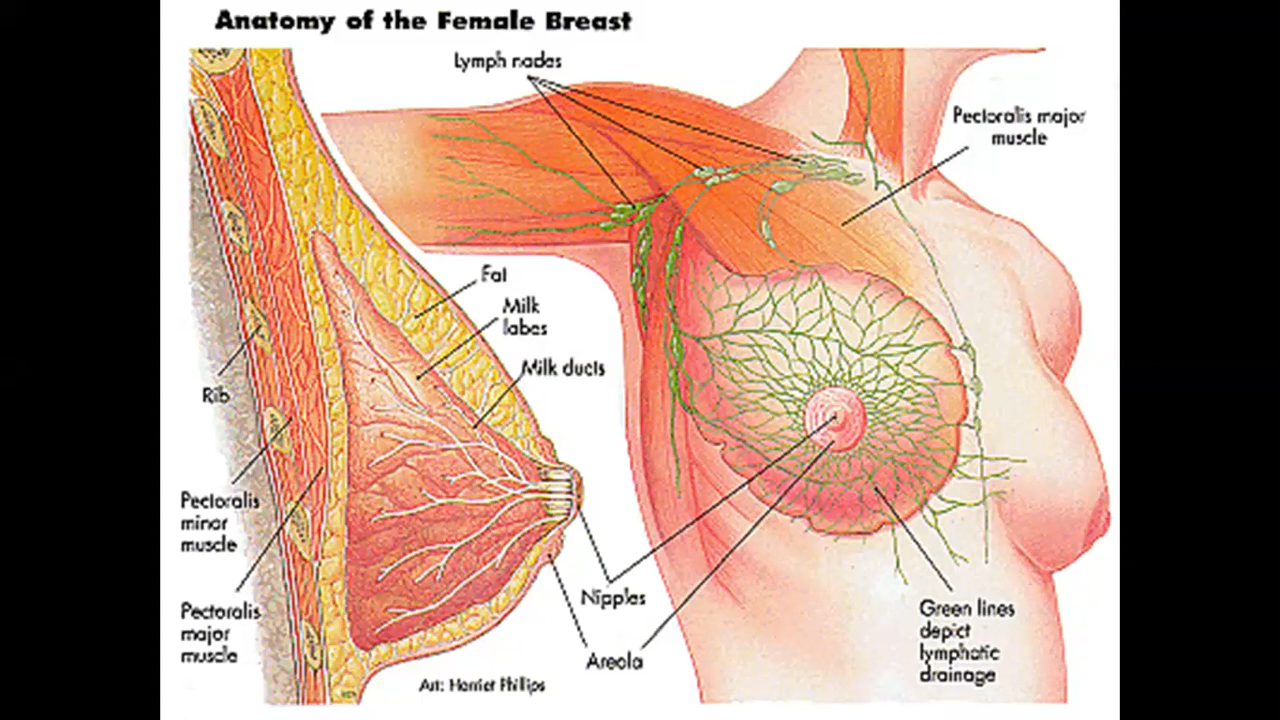 Anatomy of the Female Breast
Lymph nodes
Pectoralis major
muscle
Fat
Milk
lobes
Milk ducts
Rib
Pectoralis
minor
muscle
Pectoralis
major
muscle
Nipples
Areola
Green lines
depict
lymphatic
drainage
Art: Harriet Phillips